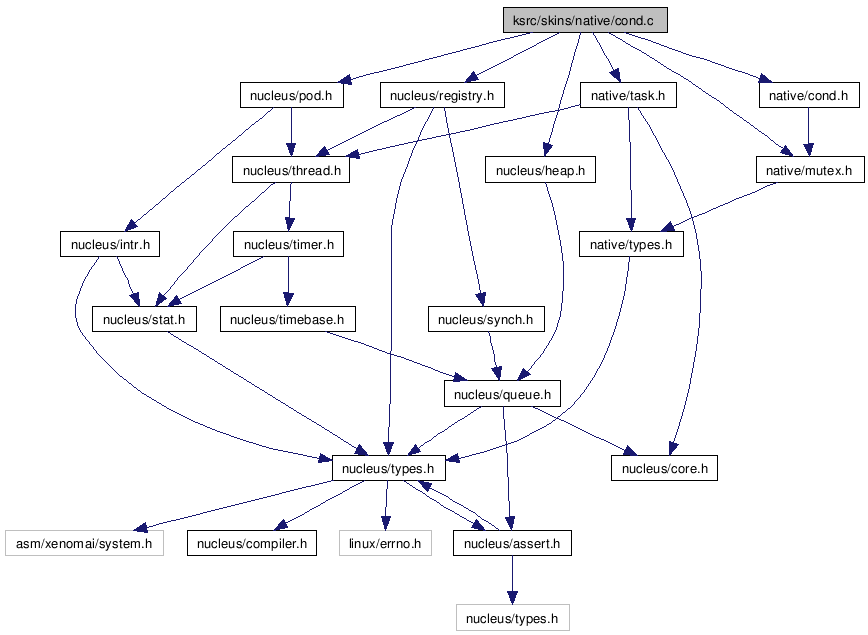 ksrc/skins/native/cond.c
nucleus/pod.h
nucleus/registry.h
native/task.h
native/cond.h
nucleus/thread.h
nucleus/heap.h
native/mutex.h
nucleus/intr.h
nucleus/timer.h
native/types.h
nucleus/stat.h
nucleus/timebase.h
nucleus/synch.h
nucleus/queue.h
nucleus/types.h
nucleus/core.h
asm/xenomai/system.h
nucleus/compiler.h
linux/errno.h
nucleus/assert.h
nucleus/types.h